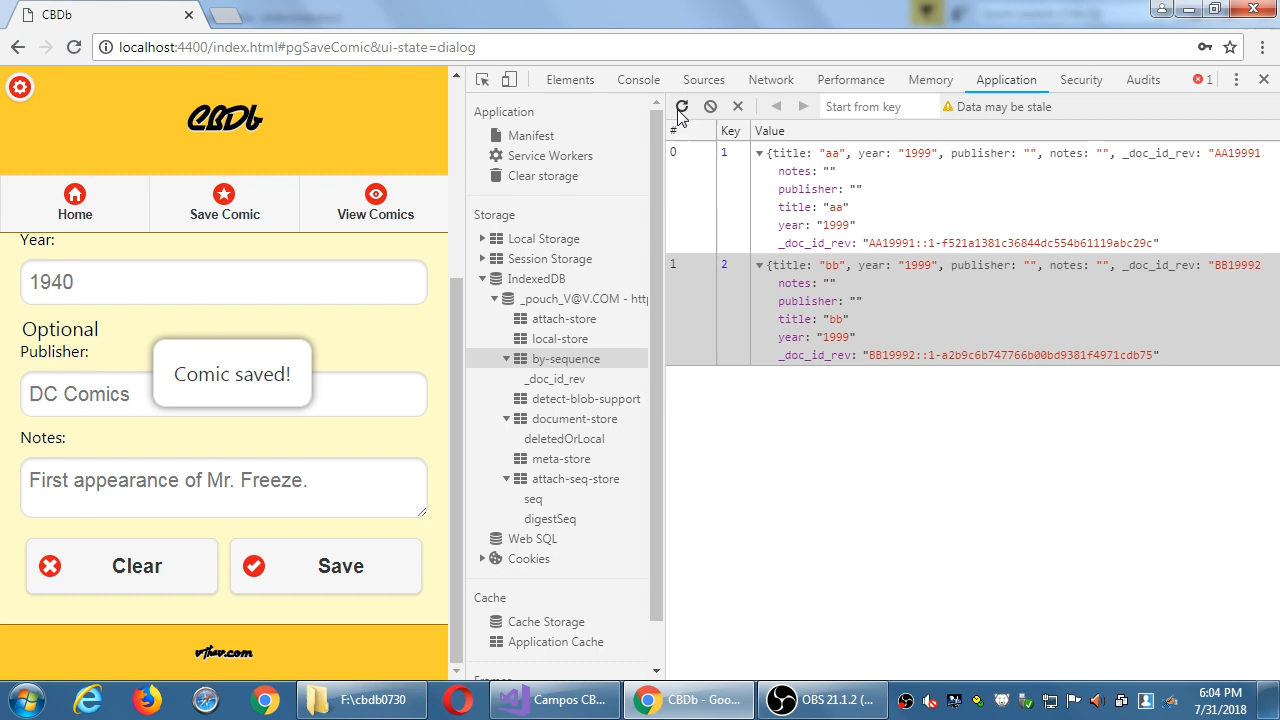 CBDb
localhost:4400/index.html#pgSaveComic&ui-state=dialog
CBDb
Home
Save Comic
View Comics
Year:
1940
Optional
Publisher:
DC Comics
Comic saved!
Notes:
First appearance of Mr. Freeze.
Clear
Save
vthev.com
Elements
Console
Sources
Network
Performance
Memory
Application
Security
Audits
1
Application
Manifest
Service Workers
Clear storage
Storage
Local Storage
Session Storage
IndexedDB
_pouch_V@V.COM - http
attach-store
local-store
by-sequence
_doc_id_rev
detect-blob-support
document-store
deletedOrLocal
meta-store
attach-seq-store
seq
digestSeq
Web SQL
Cookies
Cache
Cache Storage
Application Cache
Start from key
Data may be stale
# Key Value
0 1 {title: "aa", year: "1999", publisher: "", notes: "", _doc_id_rev: "AA19991
notes: ""
publisher: ""
title: "aa"
year: "1999"
_doc_id_rev: "AA19991::1-f521a1381c36844dc554b61119abc29c"
1 2 {title: "bb", year: "1999", publisher: "", notes: "", _doc_id_rev: "BB19992
notes: ""
publisher: ""
title: "bb"
year: "1999"
_doc_id_rev: "BB19992::1-a2b9c6b747766b00bd9381f4971cdb75"
F:\cbdb0730
Campos CB...
CBDb - Goo...
OBS 21.1.2 (...
6:04 PM
7/31/2018